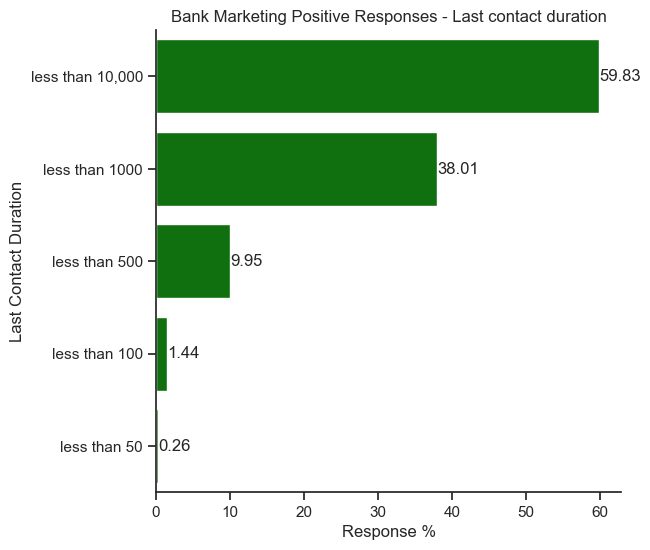 Bank Marketing Positive Responses - Last contact duration
less than 10,000
59.83
less than 1000
38.01
less than 500
9.95
less than 100
1.44
less than 50
0.26
Last Contact Duration
0 10 20 30 40 50 60
Response %